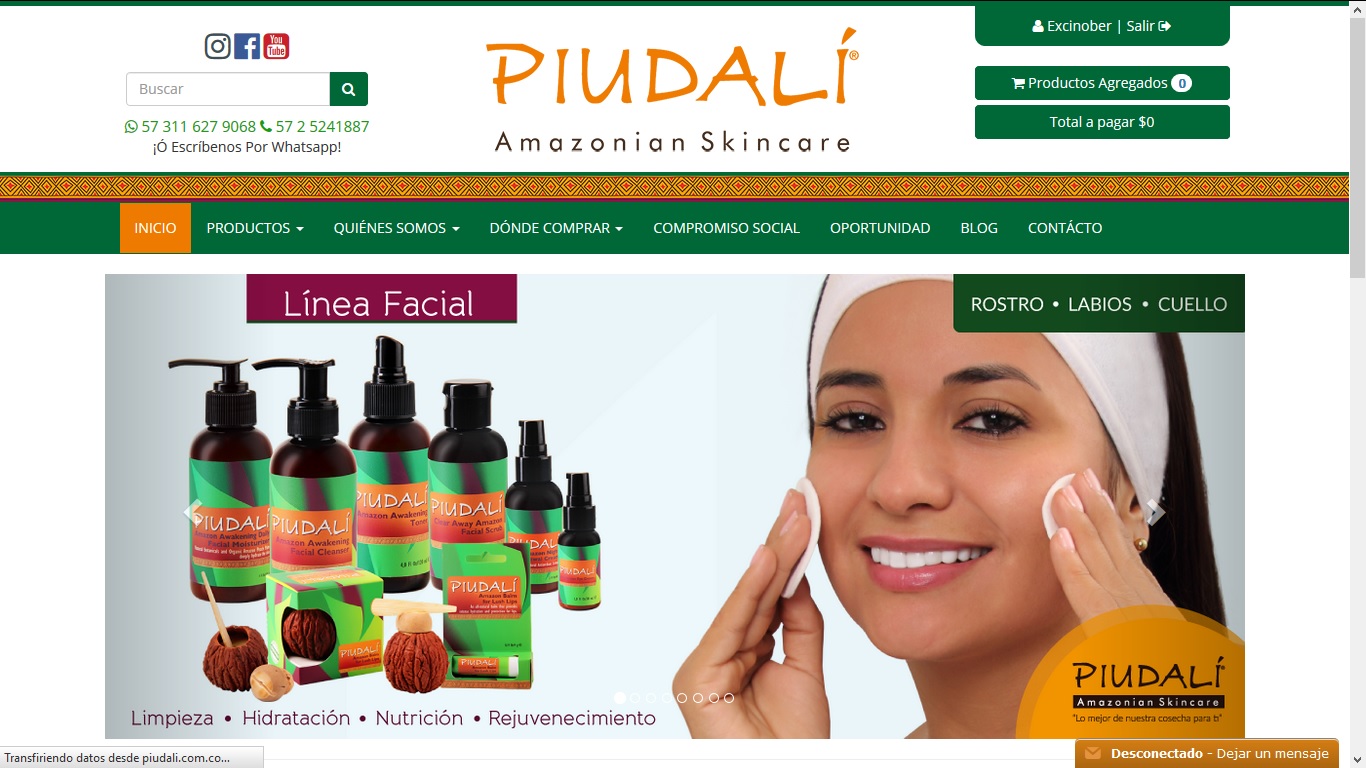 You Tube
Buscar
57 311 627 9068 57 2 5241887
¡Ó Escríbenos Por Whatsapp!
PIUDALÍ®
Amazonian Skincare
Excinober | Salir
Productos Agregados 0
Total a pagar $0
INICIO PRODUCTOS QUIÉNES SOMOS DÓNDE COMPRAR COMPROMISO SOCIAL OPORTUNIDAD BLOG CONTÁCTO
Línea Facial
ROSTRO • LABIOS • CUELLO
PIUDALÍ
Facial Moisturizer
PIUDALÍ
Amazon Awakening
Facial Cleanser
PIUDALÍ
Amazon Awakening
Toner
PIUDALÍ
Clear Away Amazon
Facial Scrub
PIUDALÍ
PIUDALÍ
PIUDALÍ
PIUDALÍ
Amazon Balm
for Lush Lips
PIUDALÍ
Limpieza • Hidratación • Nutrición • Rejuvenecimiento
PIUDALÍ
Amazonian Skincare
"Lo mejor de nuestra cosecha para ti"
Transfiriendo datos desde piudali.com.co...
Desconectado - Dejar un mensaje